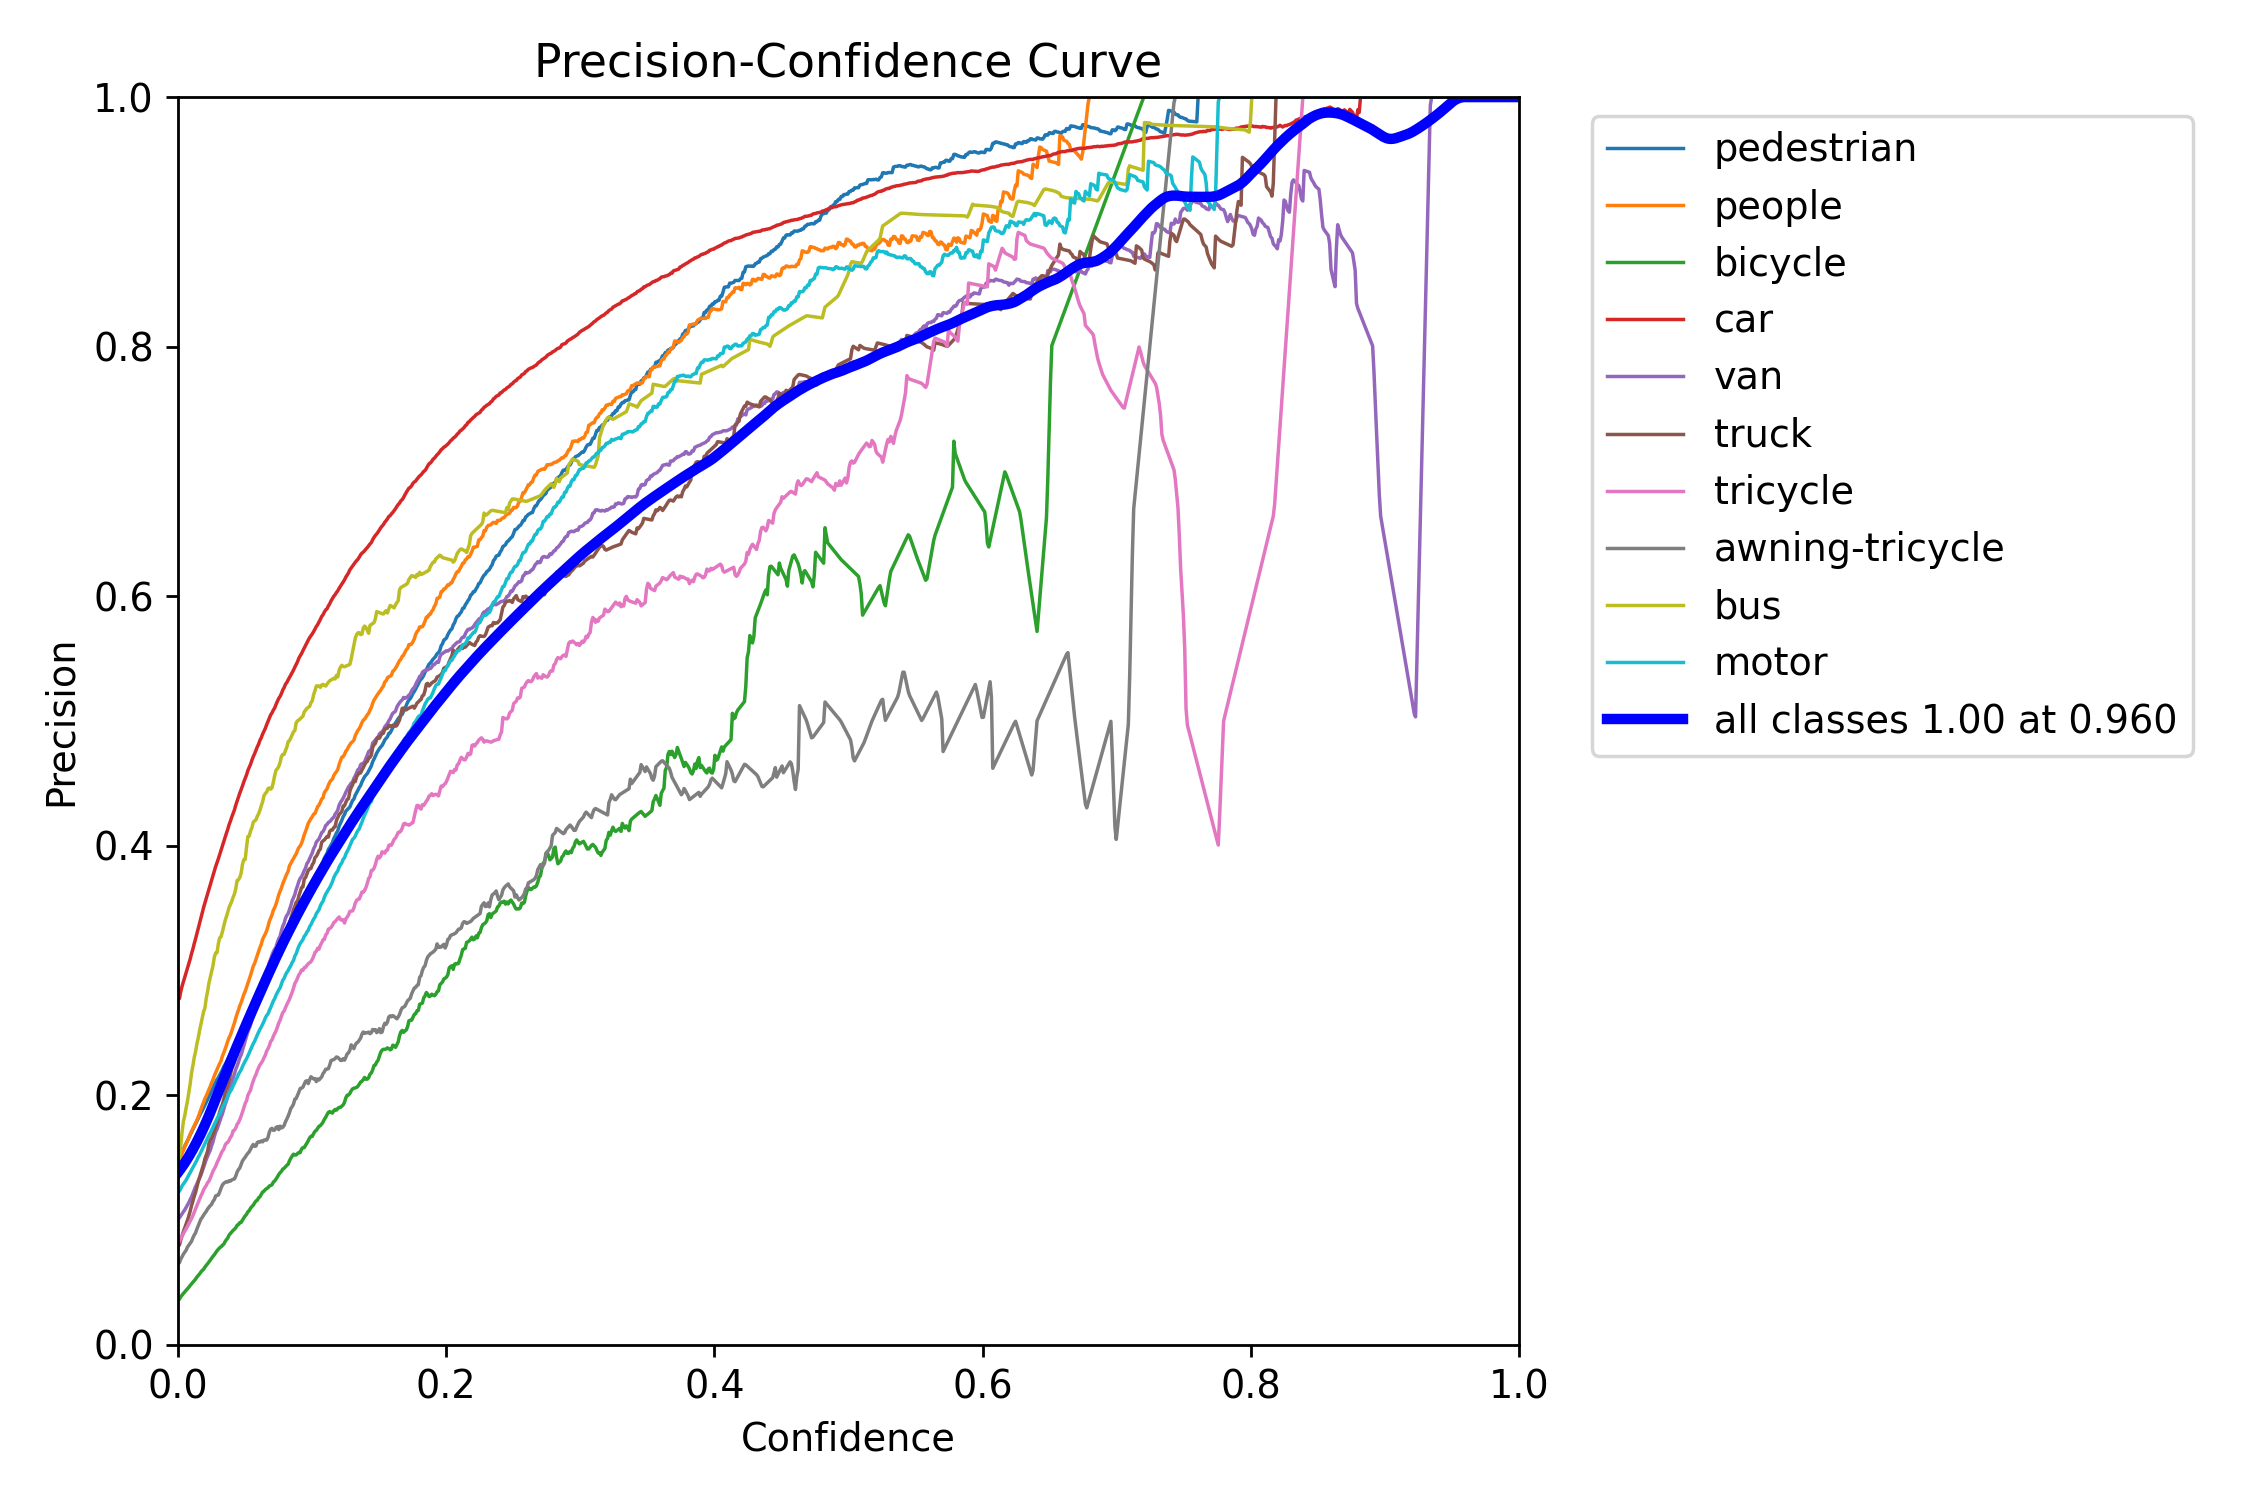 Precision-Confidence Curve
1.0
0.8
0.6
0.4
0.2
0.0
Precision
0.0 0.2 0.4 0.6 0.8 1.0
Confidence
pedestrian
people
bicycle
car
van
truck
tricycle
awning-tricycle
bus
motor
all classes 1.00 at 0.960